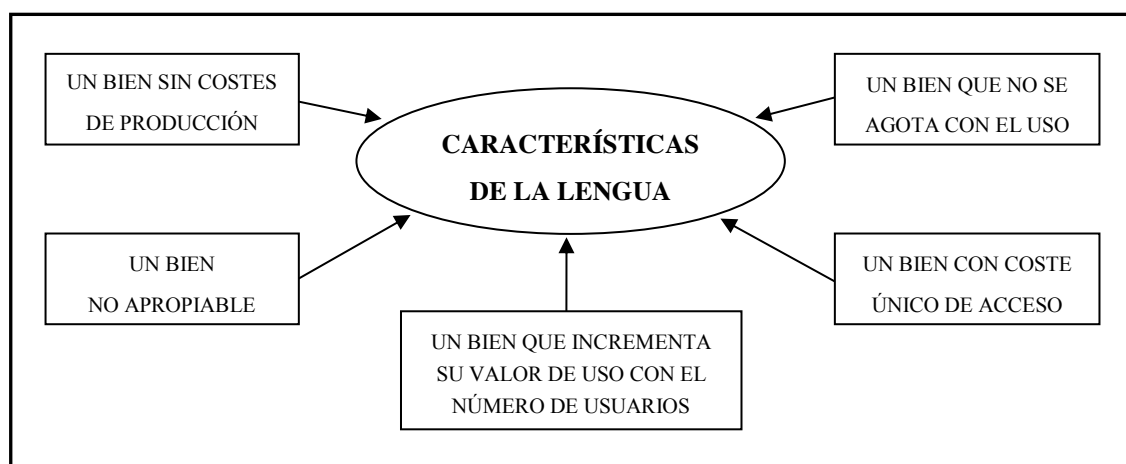 UN BIEN SIN COSTES
DE PRODUCCIÓN
UN BIEN QUE NO SE
AGOTA CON EL USO
CARACTERÍSTICAS
DE LA LENGUA
UN BIEN
NO APROPIABLE
UN BIEN CON COSTE
ÚNICO DE ACCESO
UN BIEN QUE INCREMENTA
SU VALOR DE USO CON EL
NÚMERO DE USUARIOS